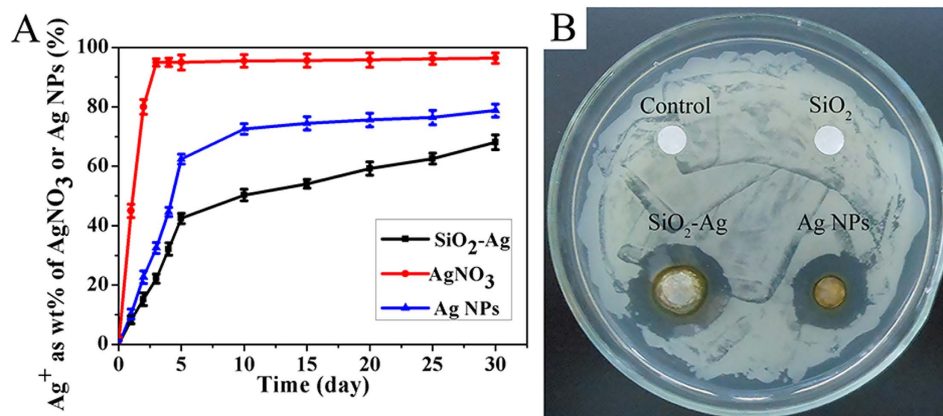 A
Ag⁺ as wt% of AgNO₃ or Ag NPs (%)
100
80
60
40
20
0
SiO₂-Ag
AgNO₃
Ag NPs
0 5 10 15 20 25 30
Time (day)
B
Control SiO₂
SiO₂-Ag Ag NPs